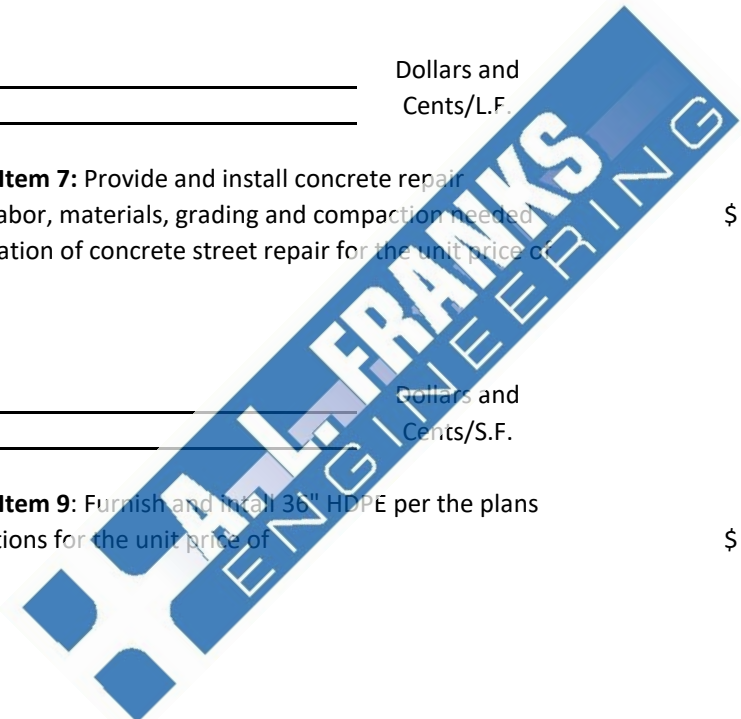 Dollars and
Cents/L.F.
Item 7: Provide and install concrete repair
abor, materials, grading and compaction needed $
ation of concrete street repair for the unit price of
Dollars and
Cents/S.F.
Item 9: Furnish and intall 36" HDPE per the plans
tions for the unit price of $
A. L. FRANKS
ENGINEERING